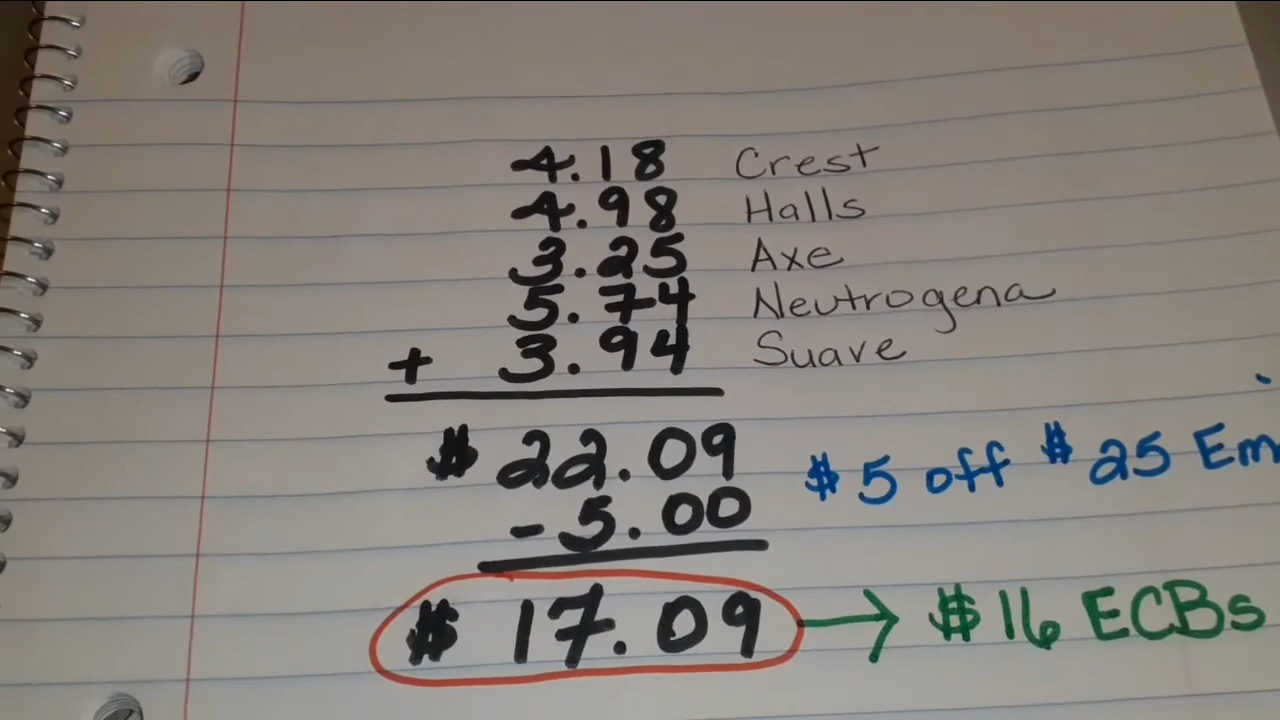 4.18 Crest
4.98 Halls
3.25 Axe
5.74 Neutrogena
+ 3.94 Suave
$ 22.09 $5 off $25 Em
- 5.00
$ 17.09 → $16 ECBs